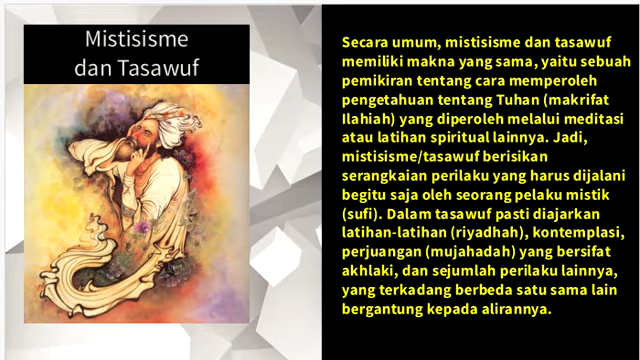 Mistisisme
dan Tasawuf
Secara umum, mistisisme dan tasawuf
memiliki makna yang sama, yaitu sebuah
pemikiran tentang cara memperoleh
pengetahuan tentang Tuhan (makrifat
Ilahiah) yang diperoleh melalui meditasi
atau latihan spiritual lainnya. Jadi,
mistisisme/tasawuf berisikan
serangkaian perilaku yang harus dijalani
begitu saja oleh seorang pelaku mistik
(sufi). Dalam tasawuf pasti diajarkan
latihan-latihan (riyadhah), kontemplasi,
perjuangan (mujahadah) yang bersifat
akhlaki, dan sejumlah perilaku lainnya,
yang terkadang berbeda satu sama lain
bergantung kepada alirannya.